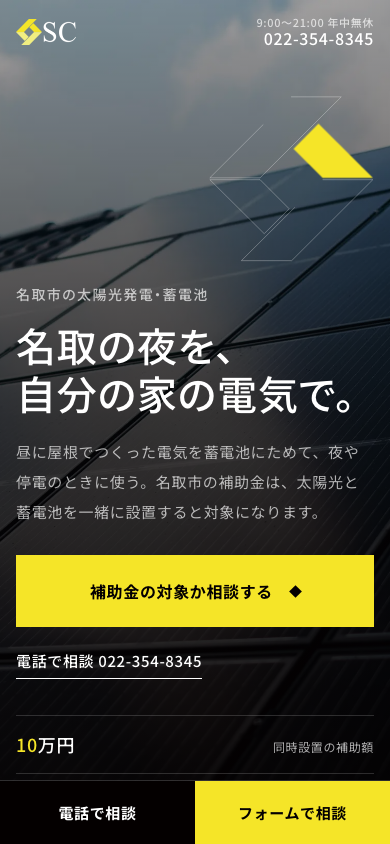 SC
9:00〜21:00 年中無休
022-354-8345
名取市の太陽光発電・蓄電池
名取の夜を、
自分の家の電気で。
昼に屋根でつくった電気を蓄電池にためて、夜や
停電のときに使う。名取市の補助金は、太陽光と
蓄電池を一緒に設置すると対象になります。
補助金の対象か相談する ◆
電話で相談 022-354-8345
10万円
同時設置の補助額
電話で相談
フォームで相談